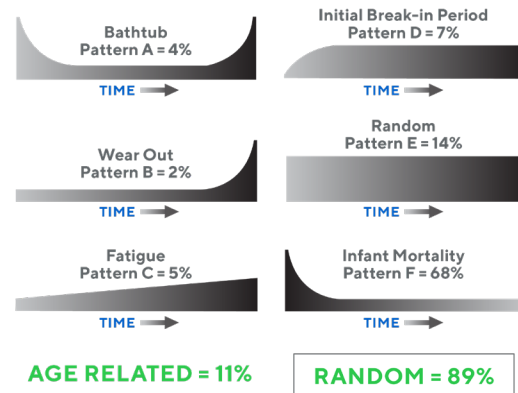 Bathtub
Pattern A = 4%
TIME
Initial Break-in Period
Pattern D = 7%
TIME
Wear Out
Pattern B = 2%
TIME
Random
Pattern E = 14%
TIME
Fatigue
Pattern C = 5%
TIME
Infant Mortality
Pattern F = 68%
TIME
AGE RELATED = 11%
RANDOM = 89%